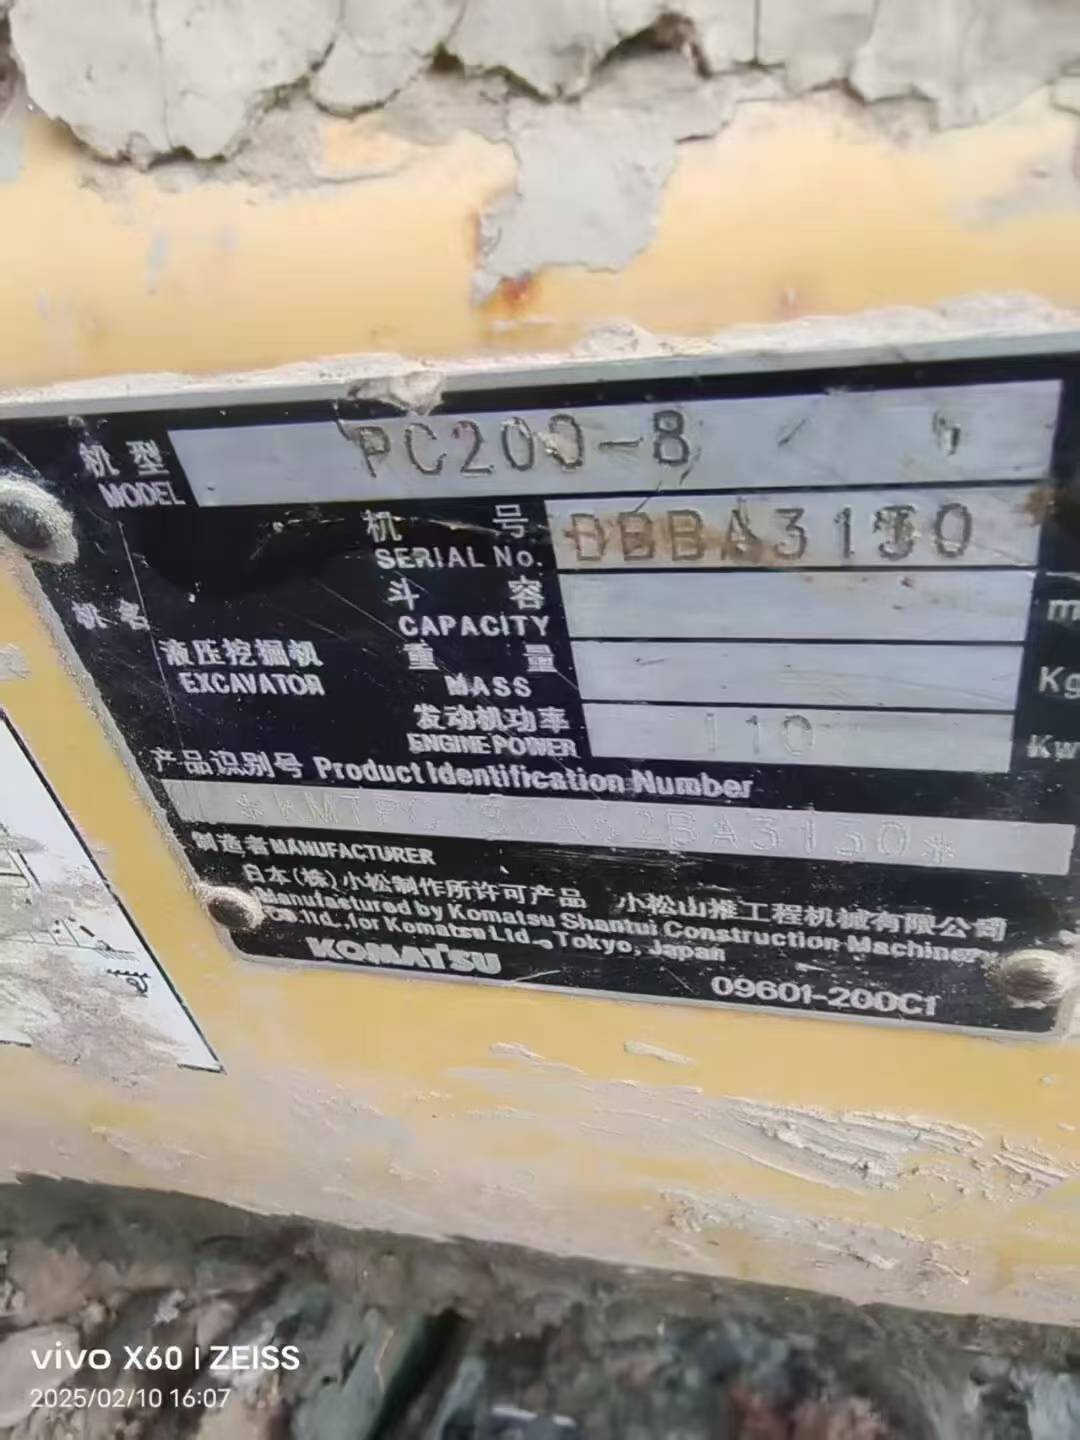 机型 MODEL PC200-8
机号 SERIAL No. DBBA3130
斗容 CAPACITY m
机名 液压挖掘机 EXCAVATOR
重量 MASS Kg
发动机功率 ENGINE POWER 110 Kw
产品识别号 Product Identification Number
制造者 MANUFACTURER
日本(株)小松制作所许可产品 小松山推工程机械有限公司
Manufactured by Komatsu Shantui Construction Machinery
Co.ltd.,for Komatsu Ltd., Tokyo, Japan
KOMATSU
09601-200C1
vivo X60 | ZEISS
2025/02/10 16:07